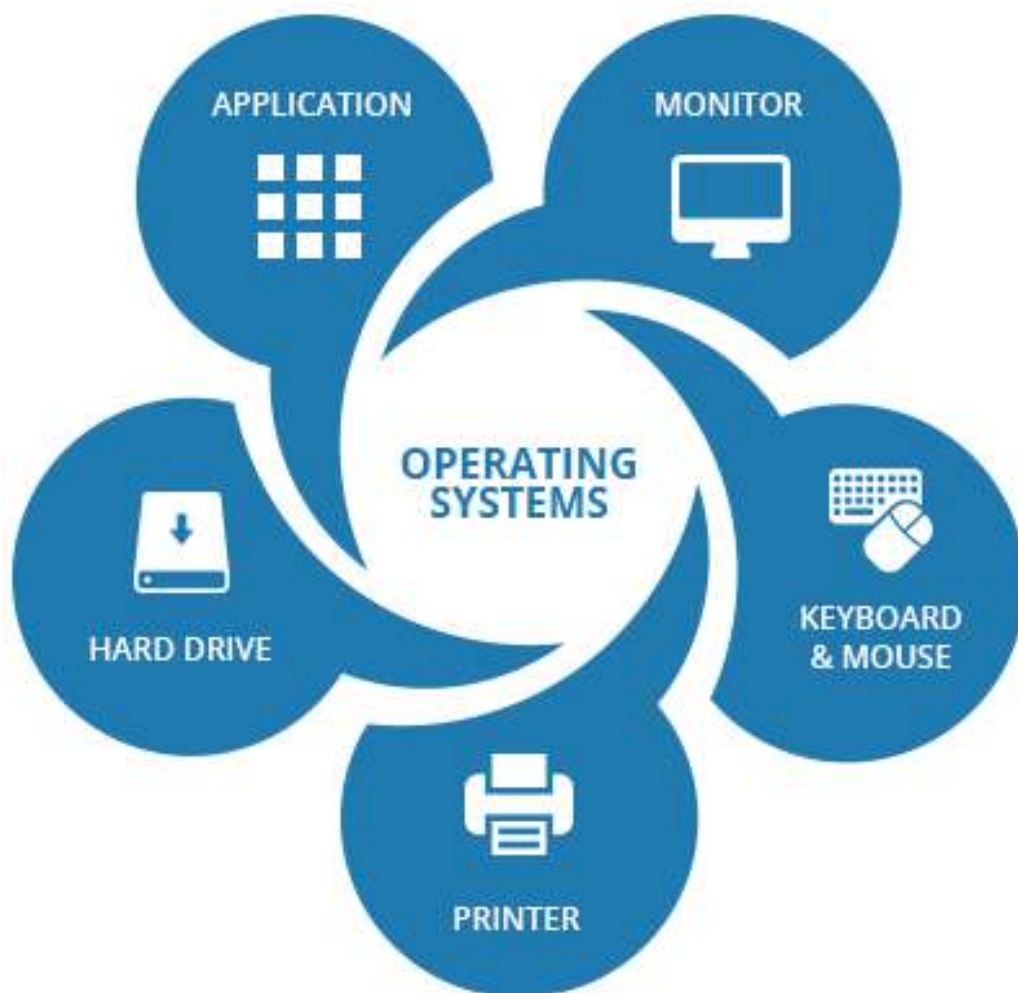 APPLICATION
MONITOR
OPERATING
SYSTEMS
HARD DRIVE
KEYBOARD
& MOUSE
PRINTER